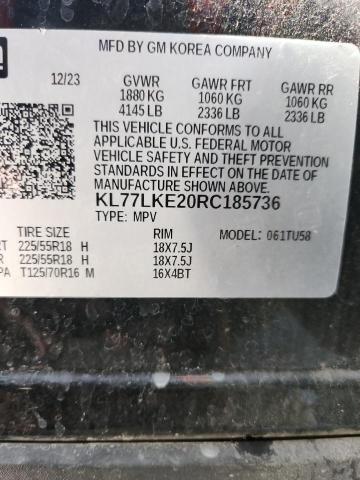 MFD BY GM KOREA COMPANY
12/23 GVWR GAWR FRT GAWR RR
1880 KG 1060 KG 1060 KG
4145 LB 2336 LB 2336 LB
THIS VEHICLE CONFORMS TO ALL
APPLICABLE U.S. FEDERAL MOTOR
VEHICLE SAFETY AND THEFT PREVENTION
STANDARDS IN EFFECT ON THE DATE OF
MANUFACTURE SHOWN ABOVE.
KL77LKE20RC185736
TYPE: MPV
TIRE SIZE RIM MODEL: 061TU58
RT 225/55R18 H 18X7.5J
225/55R18 H 18X7.5J
PA T125/70R16 M 16X4BT